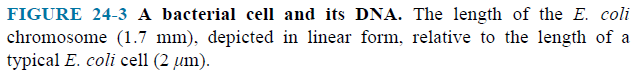 FIGURE 24-3 A bacterial cell and its DNA. The length of the E. coli
chromosome (1.7 mm), depicted in linear form, relative to the length of a
typical E. coli cell (2 μm).